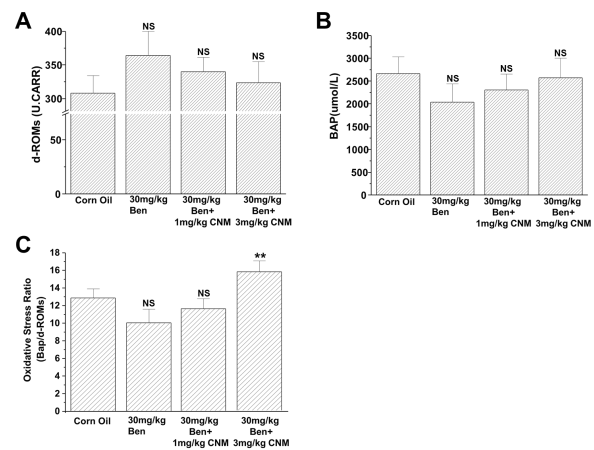 A
d-ROMs (U.CARR)
400
350
300
50
0
NS
NS
NS
Corn Oil
30mg/kg
Ben
30mg/kg
Ben+
1mg/kg CNM
30mg/kg
Ben+
3mg/kg CNM
B
BAP(umol/L)
3500
3000
2500
2000
1500
1000
500
0
NS
NS
NS
Corn Oil
30mg/kg
Ben
30mg/kg
Ben+
1mg/kg CNM
30mg/kg
Ben+
3mg/kg CNM
C
Oxidative Stress Ratio
(Bap/d-ROMs)
18
16
14
12
10
8
6
4
2
0
NS
NS
**
Corn Oil
30mg/kg
Ben
30mg/kg
Ben+
1mg/kg CNM
30mg/kg
Ben+
3mg/kg CNM